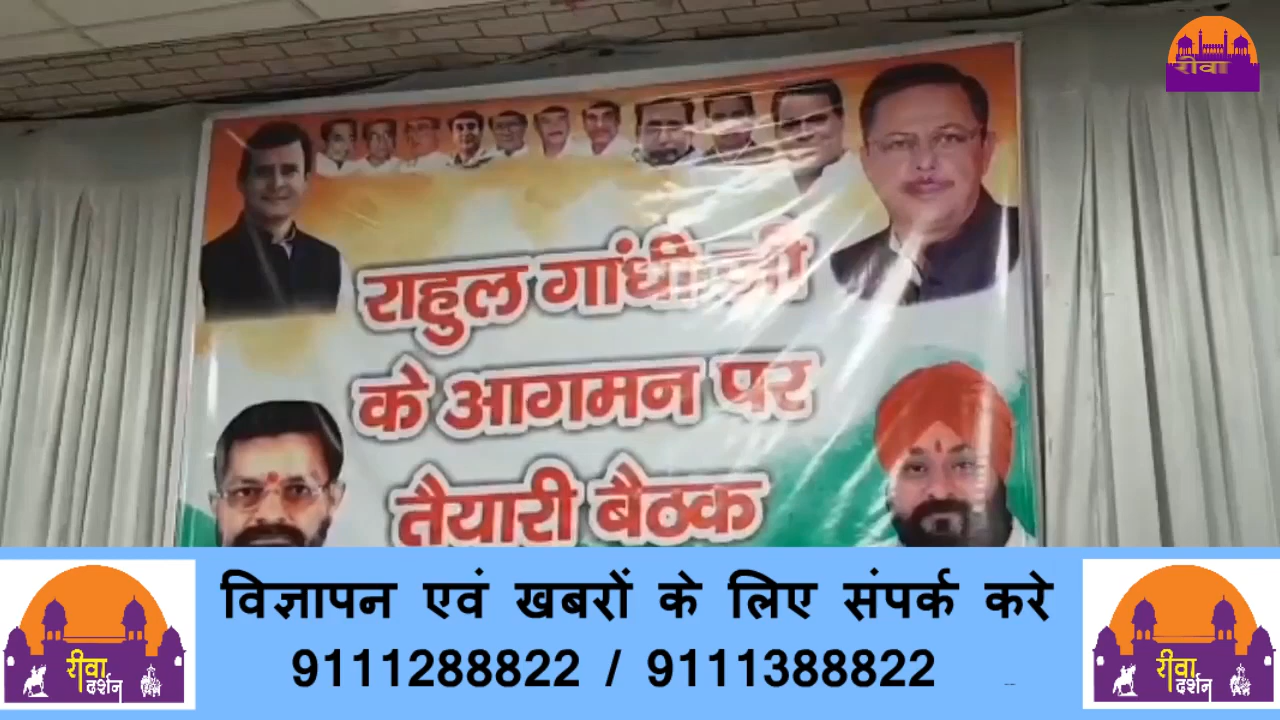 रीवा
राहुल गांधी जी
के आगमन पर
तैयारी बैठक
विज्ञापन एवं खबरों के लिए संपर्क करे
9111288822 / 9111388822
रीवा
दर्शन
रीवा
दर्शन